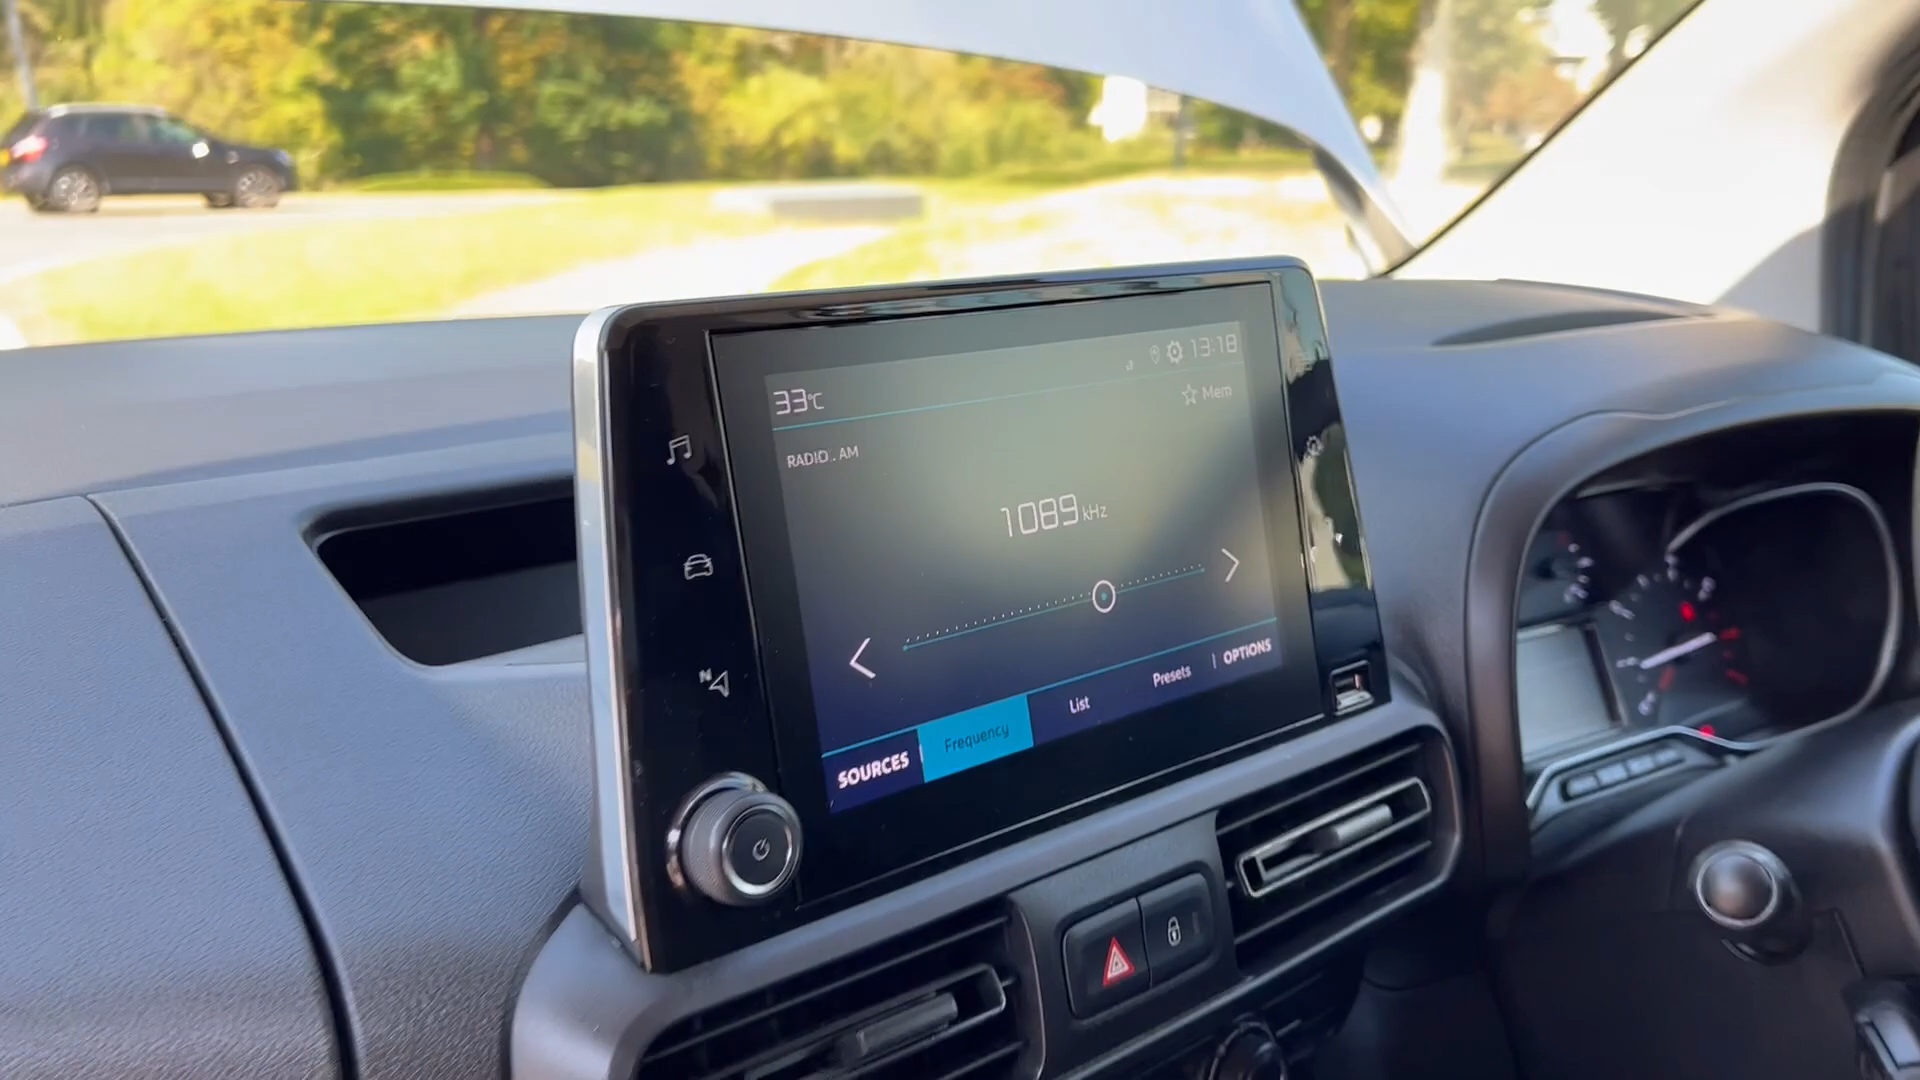 13:18
33°C
Mem
RADIO . AM
1089 kHz
N
SOURCES
Frequency
List
Presets
OPTIONS